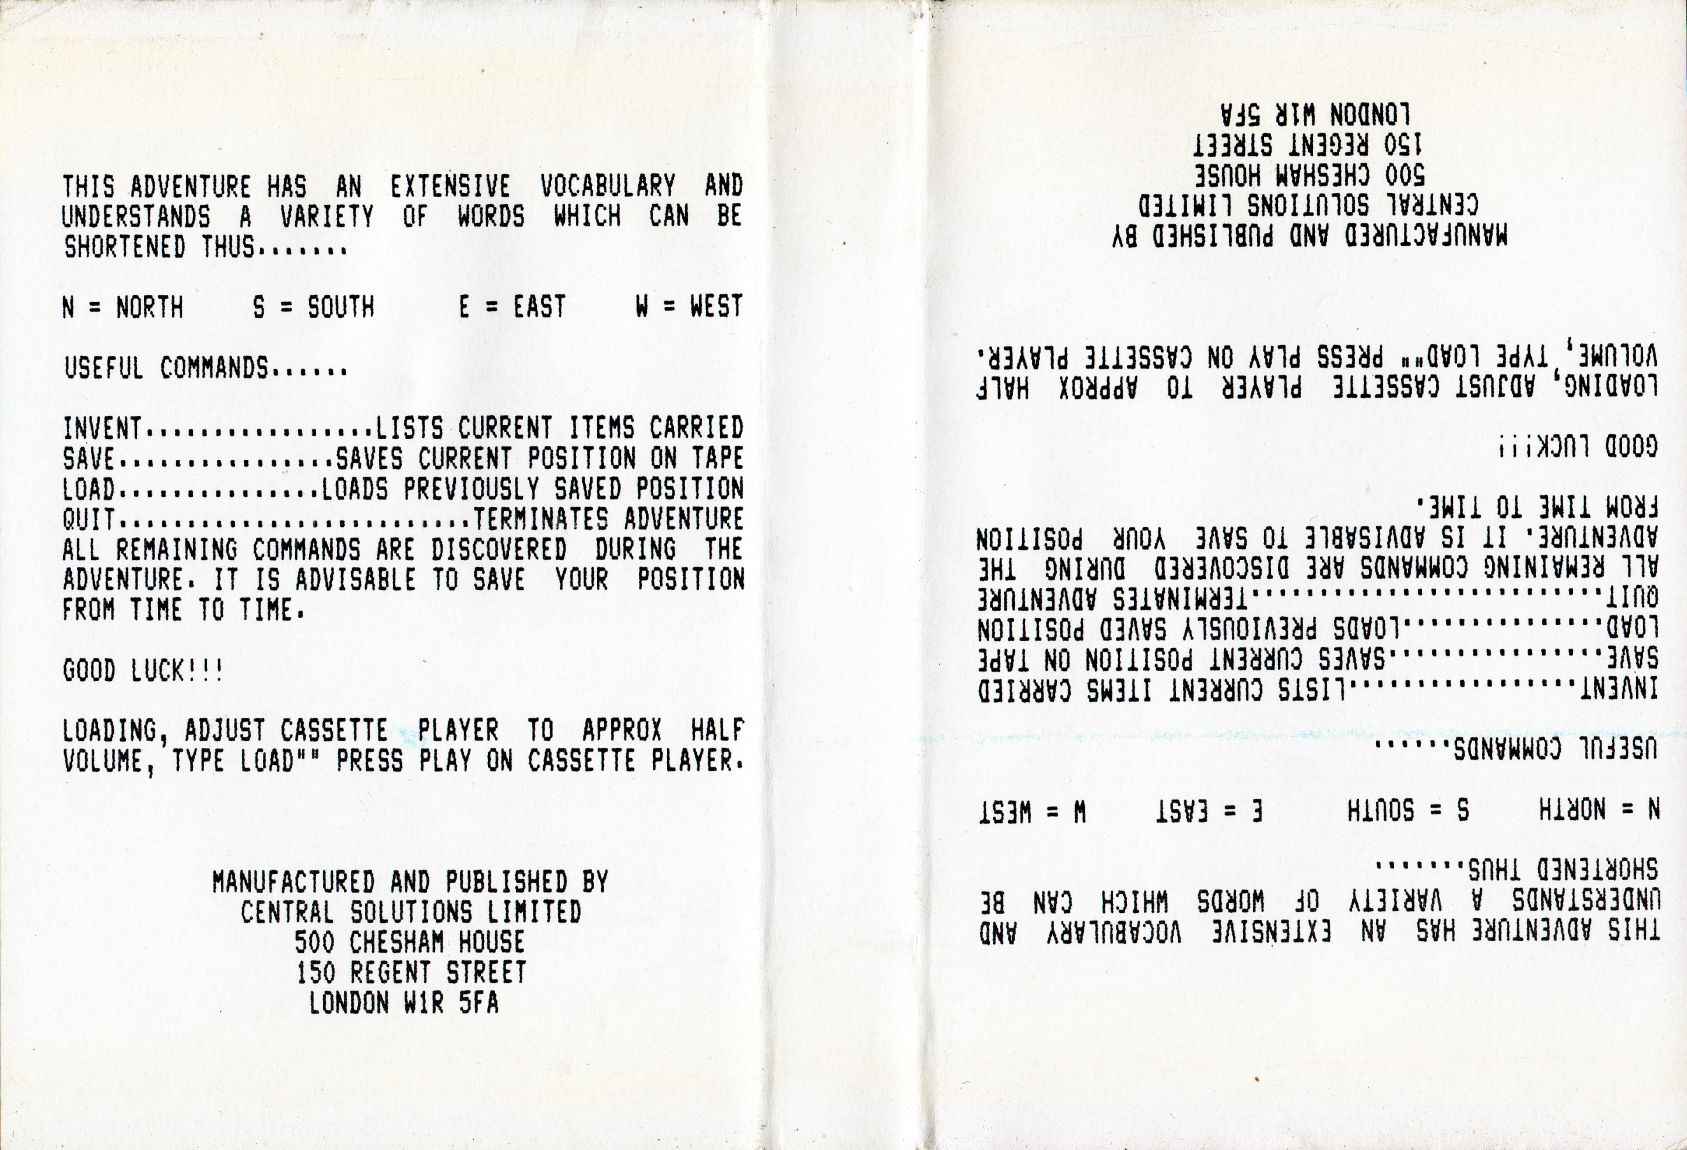 THIS ADVENTURE HAS AN EXTENSIVE VOCABULARY AND
UNDERSTANDS A VARIETY OF WORDS WHICH CAN BE
SHORTENED THUS.......
N = NORTH S = SOUTH E = EAST W = WEST
USEFUL COMMANDS......
INVENT.................LISTS CURRENT ITEMS CARRIED
SAVE................SAVES CURRENT POSITION ON TAPE
LOAD...............LOADS PREVIOUSLY SAVED POSITION
QUIT..........................TERMINATES ADVENTURE
ALL REMAINING COMMANDS ARE DISCOVERED DURING THE
ADVENTURE. IT IS ADVISABLE TO SAVE YOUR POSITION
FROM TIME TO TIME.
GOOD LUCK!!!
LOADING, ADJUST CASSETTE PLAYER TO APPROX HALF
VOLUME, TYPE LOAD"" PRESS PLAY ON CASSETTE PLAYER.
MANUFACTURED AND PUBLISHED BY
CENTRAL SOLUTIONS LIMITED
500 CHESHAM HOUSE
150 REGENT STREET
LONDON W1R 5FA
THIS ADVENTURE HAS AN EXTENSIVE VOCABULARY AND
UNDERSTANDS A VARIETY OF WORDS WHICH CAN BE
SHORTENED THUS.......
N = NORTH S = SOUTH E = EAST W = WEST
USEFUL COMMANDS......
INVENT.................LISTS CURRENT ITEMS CARRIED
SAVE................SAVES CURRENT POSITION ON TAPE
LOAD...............LOADS PREVIOUSLY SAVED POSITION
QUIT..........................TERMINATES ADVENTURE
ALL REMAINING COMMANDS ARE DISCOVERED DURING THE
ADVENTURE. IT IS ADVISABLE TO SAVE YOUR POSITION
FROM TIME TO TIME.
GOOD LUCK!!!
LOADING, ADJUST CASSETTE PLAYER TO APPROX HALF
VOLUME, TYPE LOAD"" PRESS PLAY ON CASSETTE PLAYER.
MANUFACTURED AND PUBLISHED BY
CENTRAL SOLUTIONS LIMITED
500 CHESHAM HOUSE
150 REGENT STREET
LONDON W1R 5FA